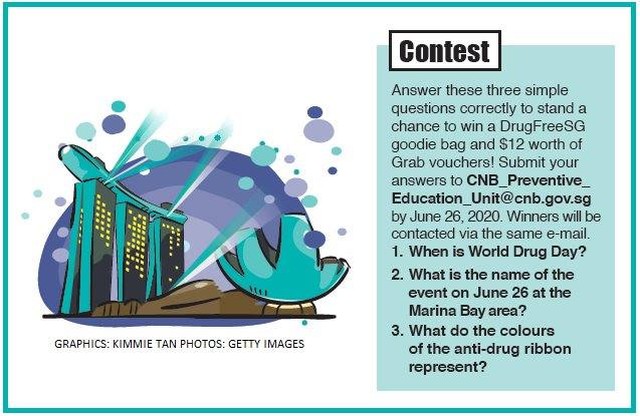 Contest
Answer these three simple
questions correctly to stand a
chance to win a DrugFreeSG
goodie bag and $12 worth of
Grab vouchers! Submit your
answers to CNB_Preventive_
Education_Unit@cnb.gov.sg
by June 26, 2020. Winners will be
contacted via the same e-mail.
1. When is World Drug Day?
2. What is the name of the
event on June 26 at the
Marina Bay area?
3. What do the colours
of the anti-drug ribbon
represent?
GRAPHICS: KIMMIE TAN PHOTOS: GETTY IMAGES